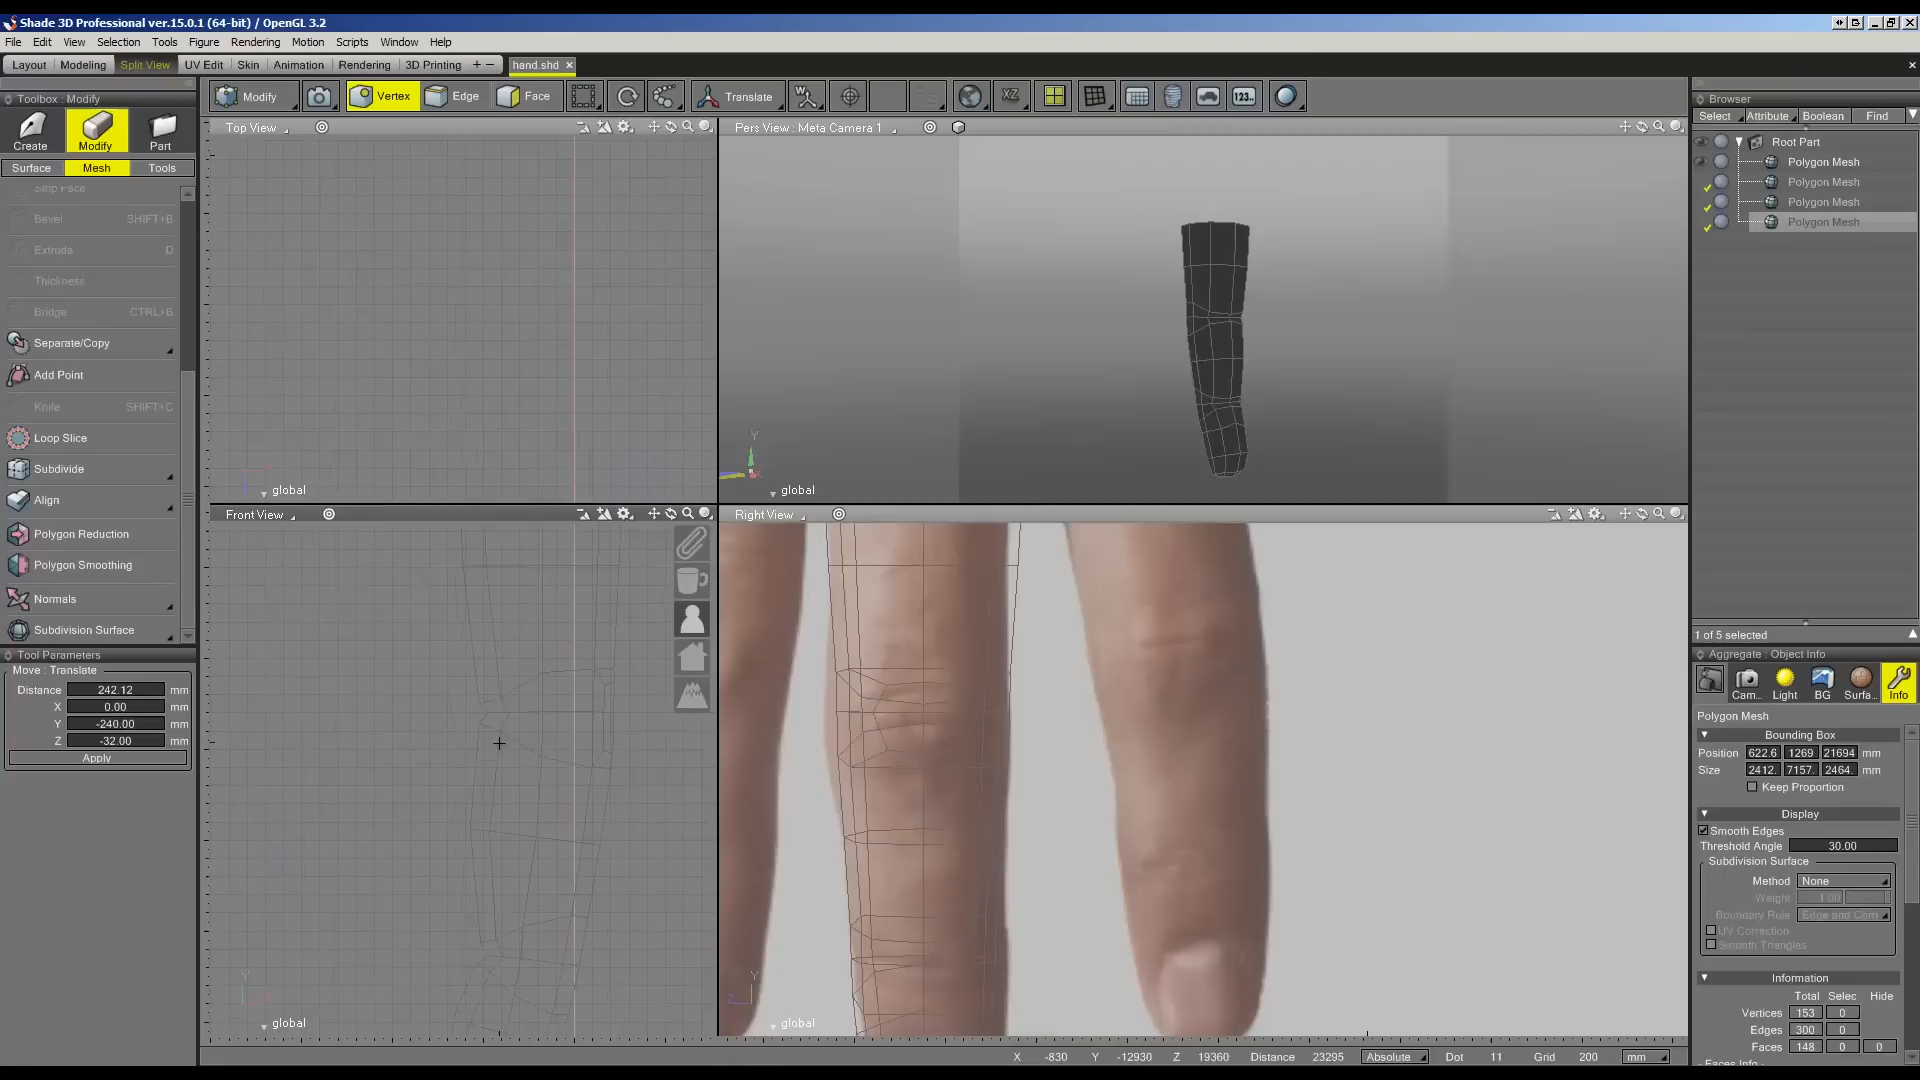 Shade 3D Professional ver.15.0.1 (64-bit) / OpenGL 3.2
File Edit View Selection Tools Figure Rendering Motion Scripts Window Help
Layout Modeling Split View UV Edit Skin Animation Rendering 3D Printing + − hand.shd ×
Toolbox : Modify
Create Modify Part
Surface Mesh Tools
Strip Face
Bevel SHIFT+B
Extrude D
Thickness
Bridge CTRL+B
Separate/Copy
Add Point
Knife SHIFT+C
Loop Slice
Subdivide
Align
Polygon Reduction
Polygon Smoothing
Normals
Subdivision Surface
Tool Parameters
Move : Translate
Distance 242.12 mm
X 0.00 mm
Y -240.00 mm
Z -32.00 mm
Apply
Modify Vertex Edge Face Translate W XZ 123..
Top View
global
Pers View : Meta Camera 1
Y
global
Front View
Y
global
Right View
Y
Z
global
X -830 Y -12930 Z 19360 Distance 23295 Absolute Dot 11 Grid 200 mm
Browser
Select Attribute Boolean Find
Root Part
Polygon Mesh
Polygon Mesh
Polygon Mesh
Polygon Mesh
1 of 5 selected
Aggregate : Object Info
Cam.. Light BG Surfa.. Info
Polygon Mesh
Bounding Box
Position 622.6 1269 21694 mm
Size 2412. 7157. 2464. mm
Keep Proportion
Display
Smooth Edges
Threshold Angle 30.00
Subdivision Surface
Method None
Weight 1.00
Boundary Rule Edge and Corn
UV Correction
Smooth Triangles
Information
Total Selec Hide
Vertices 153 0
Edges 300 0
Faces 148 0 0